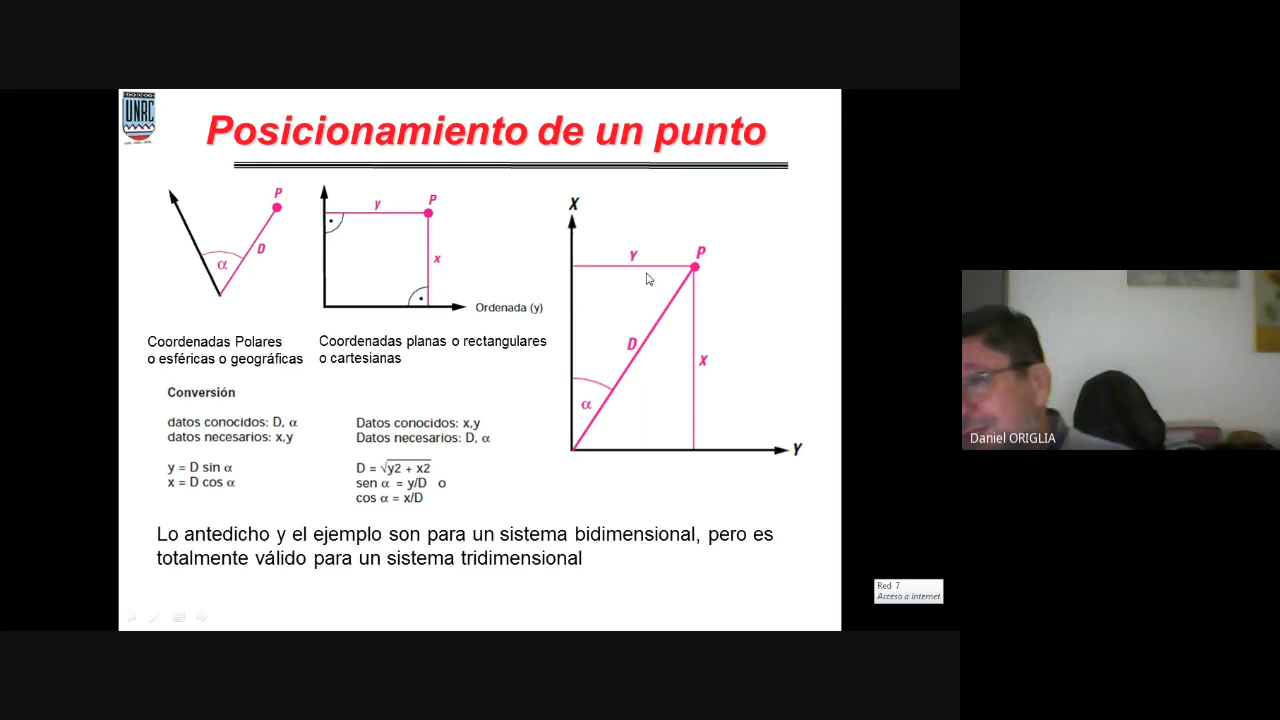 UNRC
Posicionamiento de un punto
P
D
α
y
P
x
Ordenada (y)
X
Y
P
D
X
α
Y
Coordenadas Polares
o esféricas o geográficas
Coordenadas planas o rectangulares
o cartesianas
Conversión
datos conocidos: D, α
datos necesarios: x,y
y = D sin α
x = D cos α
Datos conocidos: x,y
Datos necesarios: D, α
D = √y2 + x2
sen α = y/D o
cos α = x/D
Lo antedicho y el ejemplo son para un sistema bidimensional, pero es
totalmente válido para un sistema tridimensional
Red 7
Acceso a Internet
Daniel ORIGLIA